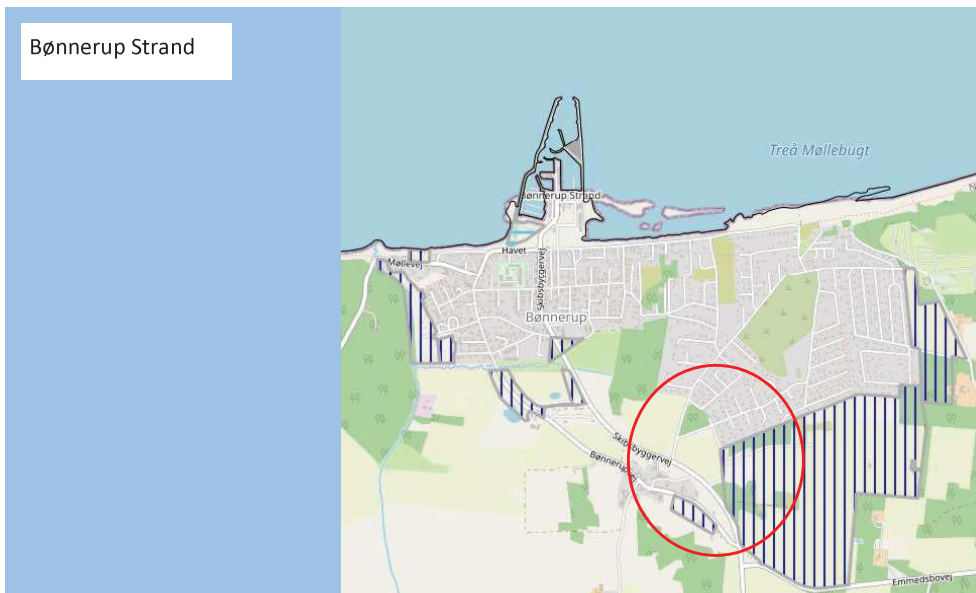 Bønnerup Strand
Treå Møllebugt
Bønnerup Strand
Havet
Møllevej
Skibsbyggervej
Bønnerup
Skibsbyggervej
Bønnerupvej
Emmedsbovej